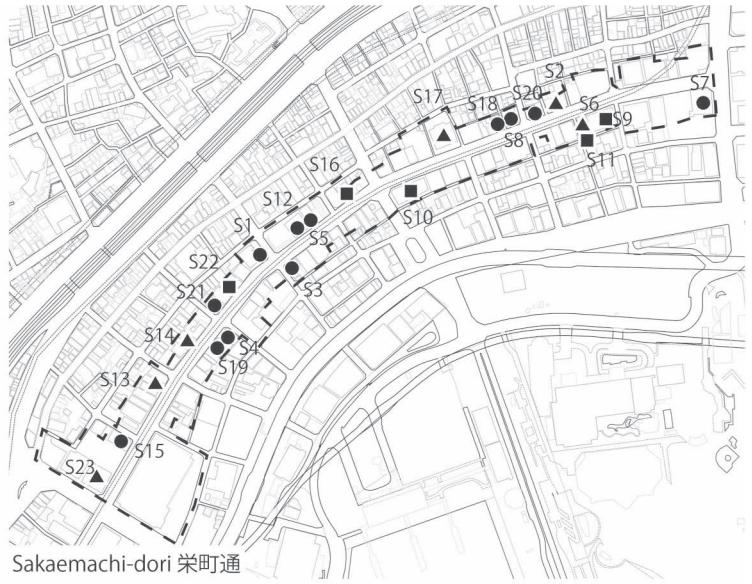 S2
S7
S17
S18
S20
S6
S9
S8
S11
S16
S12
S10
S1
S5
S22
S3
S21
S14
S4
S19
S13
S15
S23
Sakaemachi-dori 栄町通